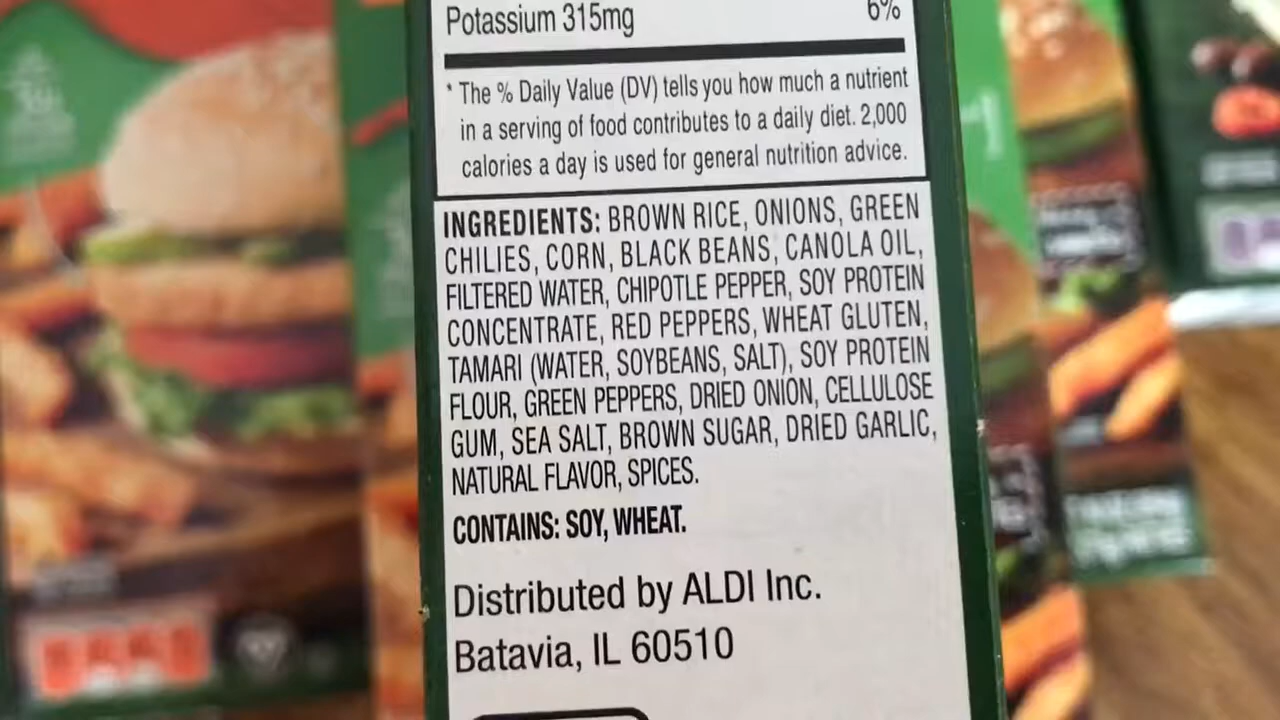 Potassium 315mg 6%
* The % Daily Value (DV) tells you how much a nutrient
in a serving of food contributes to a daily diet. 2,000
calories a day is used for general nutrition advice.
INGREDIENTS: BROWN RICE, ONIONS, GREEN
CHILIES, CORN, BLACK BEANS, CANOLA OIL,
FILTERED WATER, CHIPOTLE PEPPER, SOY PROTEIN
CONCENTRATE, RED PEPPERS, WHEAT GLUTEN,
TAMARI (WATER, SOYBEANS, SALT), SOY PROTEIN
FLOUR, GREEN PEPPERS, DRIED ONION, CELLULOSE
GUM, SEA SALT, BROWN SUGAR, DRIED GARLIC,
NATURAL FLAVOR, SPICES.
CONTAINS: SOY, WHEAT.
Distributed by ALDI Inc.
Batavia, IL 60510